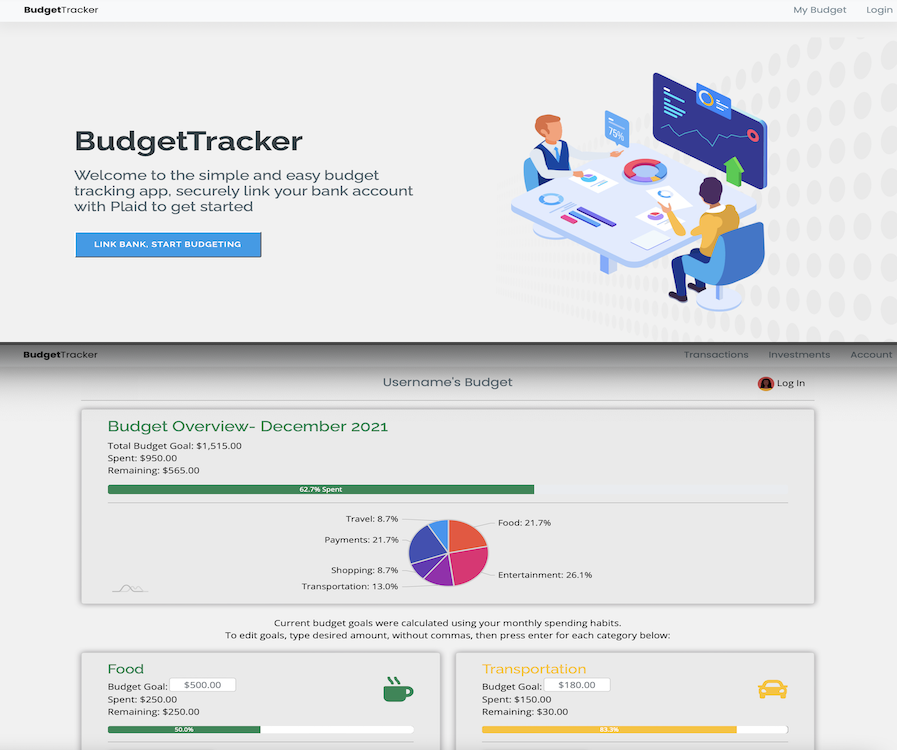 BudgetTracker
My Budget
Login
75%
BudgetTracker
Welcome to the simple and easy budget
tracking app, securely link your bank account
with Plaid to get started
LINK BANK, START BUDGETING
BudgetTracker
Transactions
Investments
Account
Username's Budget
Log In
Budget Overview- December 2021
Total Budget Goal: $1,515.00
Spent: $950.00
Remaining: $565.00
62.7% Spent
Travel: 8.7%
Food: 21.7%
Payments: 21.7%
Shopping: 8.7%
Entertainment: 26.1%
Transportation: 13.0%
Current budget goals were calculated using your monthly spending habits.
To edit goals, type desired amount, without commas, then press enter for each category below:
Food
Budget Goal: $500.00
Spent: $250.00
Remaining: $250.00
50.0%
Transportation
Budget Goal: $180.00
Spent: $150.00
Remaining: $30.00
83.3%